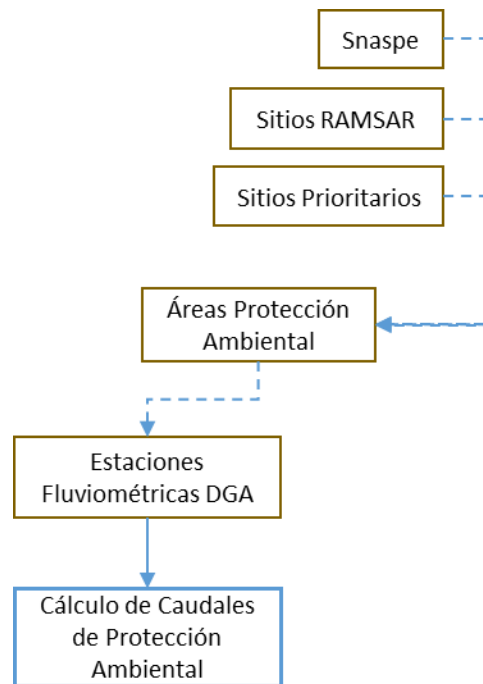 Snaspe
Sitios RAMSAR
Sitios Prioritarios
Áreas Protección
Ambiental
Estaciones
Fluviométricas DGA
Cálculo de Caudales
de Protección
Ambiental